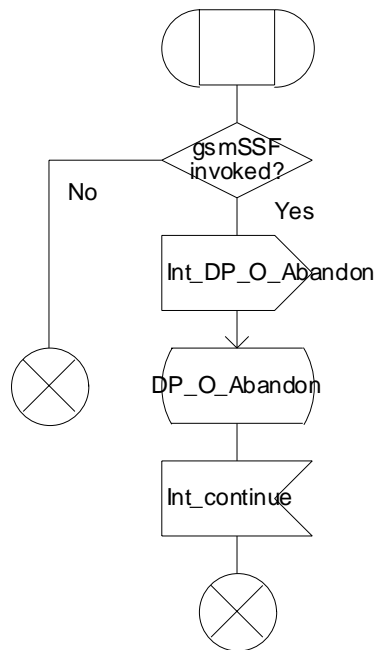 gsmSSF
invoked?
No
Yes
Int_DP_O_Abandon
DP_O_Abandon
Int_continue